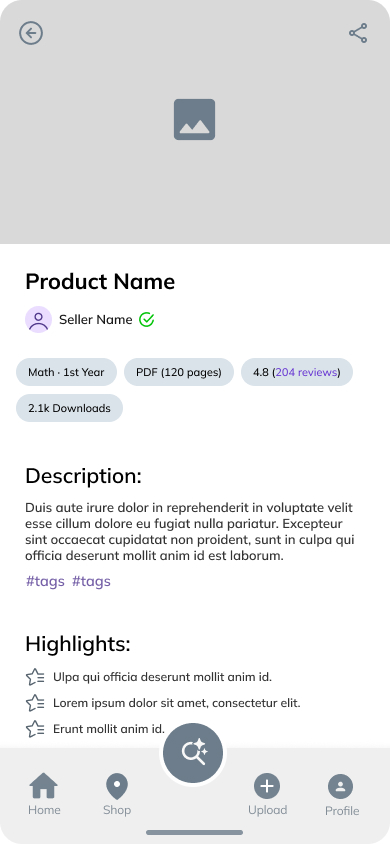 Product Name
Seller Name
Math · 1st Year
PDF (120 pages)
4.8 (204 reviews)
2.1k Downloads
Description:
Duis aute irure dolor in reprehenderit in voluptate velit
esse cillum dolore eu fugiat nulla pariatur. Excepteur
sint occaecat cupidatat non proident, sunt in culpa qui
officia deserunt mollit anim id est laborum.
#tags #tags
Highlights:
Ulpa qui officia deserunt mollit anim id.
Lorem ipsum dolor sit amet, consectetur elit.
Erunt mollit anim id.
Home
Shop
Upload
Profile